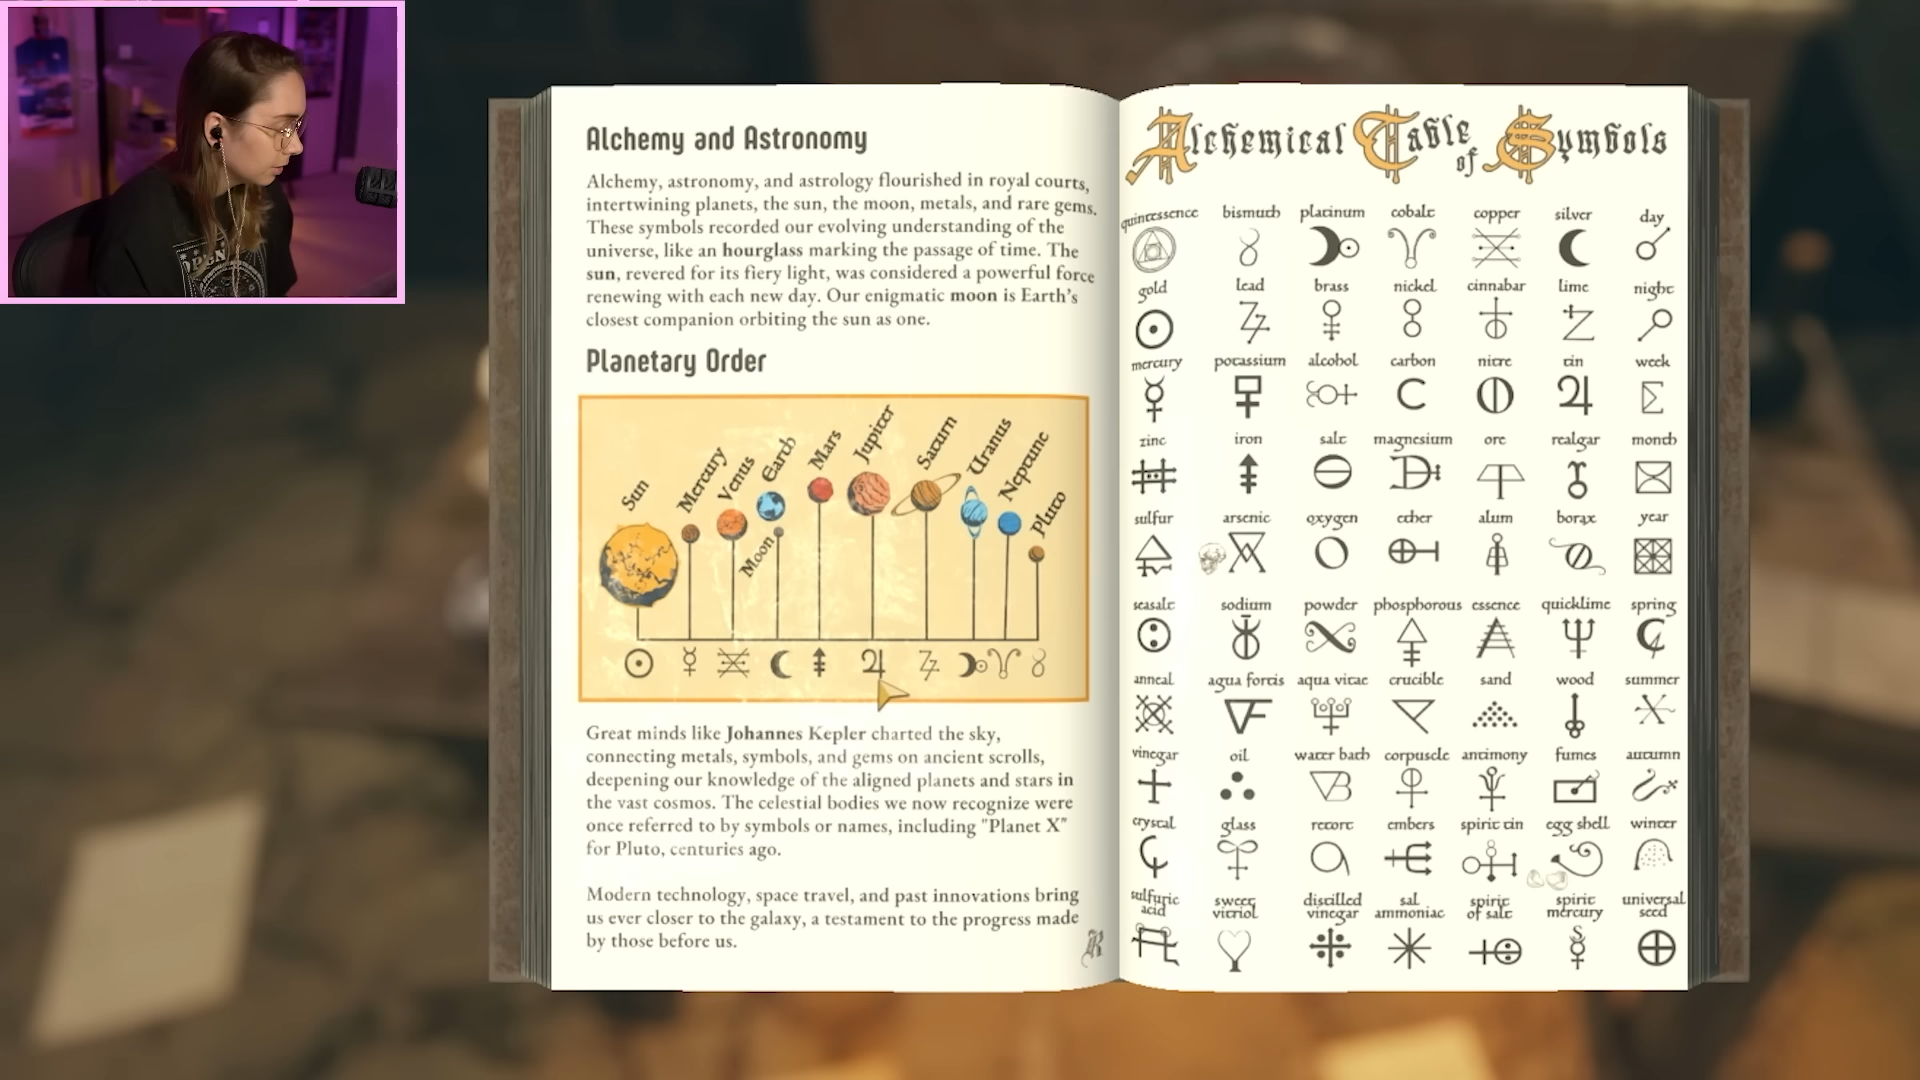 Alchemy and Astronomy
Alchemy, astronomy, and astrology flourished in royal courts,
intertwining planets, the sun, the moon, metals, and rare gems.
These symbols recorded our evolving understanding of the
universe, like an hourglass marking the passage of time. The
sun, revered for its fiery light, was considered a powerful force
renewing with each new day. Our enigmatic moon is Earth's
closest companion orbiting the sun as one.
Planetary Order
Sun
Mercury
Venus
Earth
Moon
Mars
Jupiter
Saturn
Uranus
Neptune
Pluto
Great minds like Johannes Kepler charted the sky,
connecting metals, symbols, and gems on ancient scrolls,
deepening our knowledge of the aligned planets and stars in
the vast cosmos. The celestial bodies we now recognize were
once referred to by symbols or names, including "Planet X"
for Pluto, centuries ago.
Modern technology, space travel, and past innovations bring
us ever closer to the galaxy, a testament to the progress made
by those before us.
R
Alchemical Table of Symbols
quincessence bismuth platinum cobalt copper silver day
gold lead brass nickel cinnabar lime night
mercury potassium alcohol carbon nitre tin week
zinc iron salt magnesium ore realgar month
sulfur arsenic oxygen ether alum borax year
seasalt sodium powder phosphorous essence quicklime spring
anneal aqua fortis aqua vitae crucible sand wood summer
vinegar oil water bath corpuscle antimony fumes autumn
crystal glass retort embers spirit tin egg shell winter
sulfuric acid sweet vitriol distilled vinegar sal ammoniac spirit of salt spirit mercury universal seed
OPEN